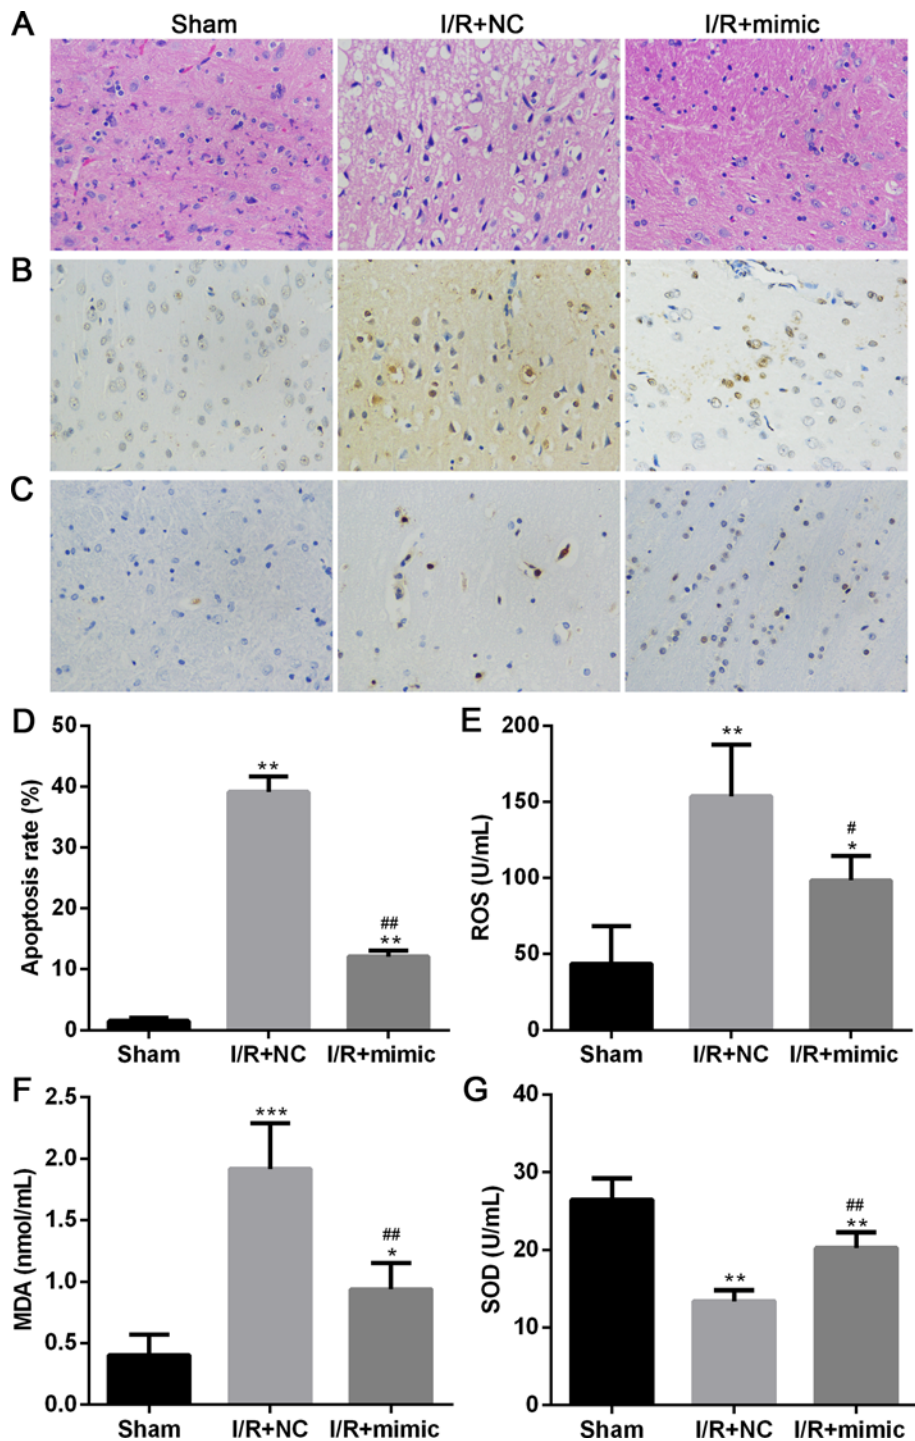 A Sham I/R+NC I/R+mimic
B
C
D
Apoptosis rate (%)
50
40
30
20
10
0
**
##
**
Sham I/R+NC I/R+mimic
E
ROS (U/mL)
200
150
100
50
0
**
#
*
Sham I/R+NC I/R+mimic
F
MDA (nmol/mL)
2.5
2.0
1.5
1.0
0.5
0.0
***
##
*
Sham I/R+NC I/R+mimic
G
SOD (U/mL)
40
30
20
10
0
**
##
**
Sham I/R+NC I/R+mimic